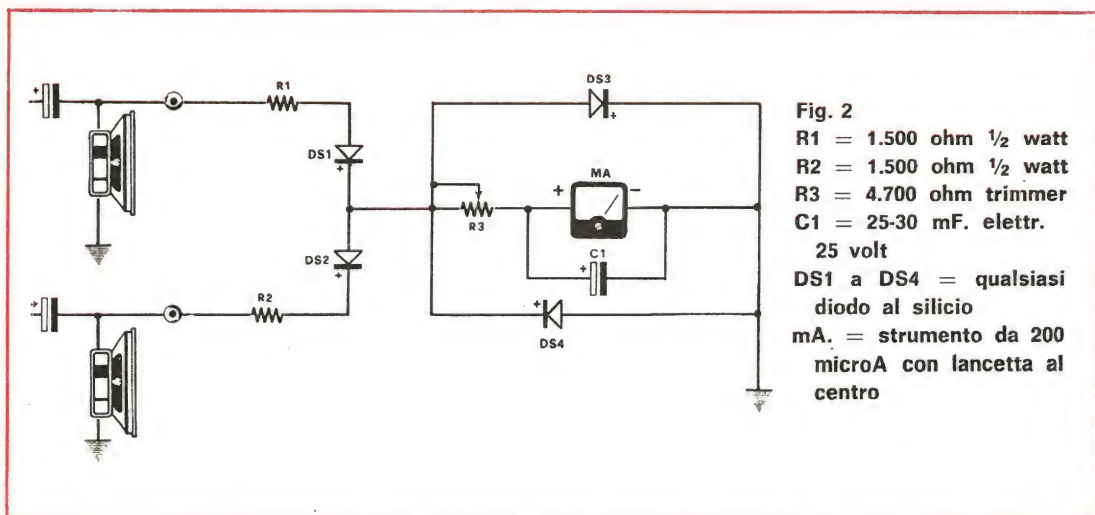 R1
DS1
+
DS2
+
R2
+
+
DS3
+
MA
+ −
R3
C1
+
+
DS4
Fig. 2
R1 = 1.500 ohm ½ watt
R2 = 1.500 ohm ½ watt
R3 = 4.700 ohm trimmer
C1 = 25-30 mF. elettr.
25 volt
DS1 a DS4 = qualsiasi
diodo al silicio
mA. = strumento da 200
microA con lancetta al
centro